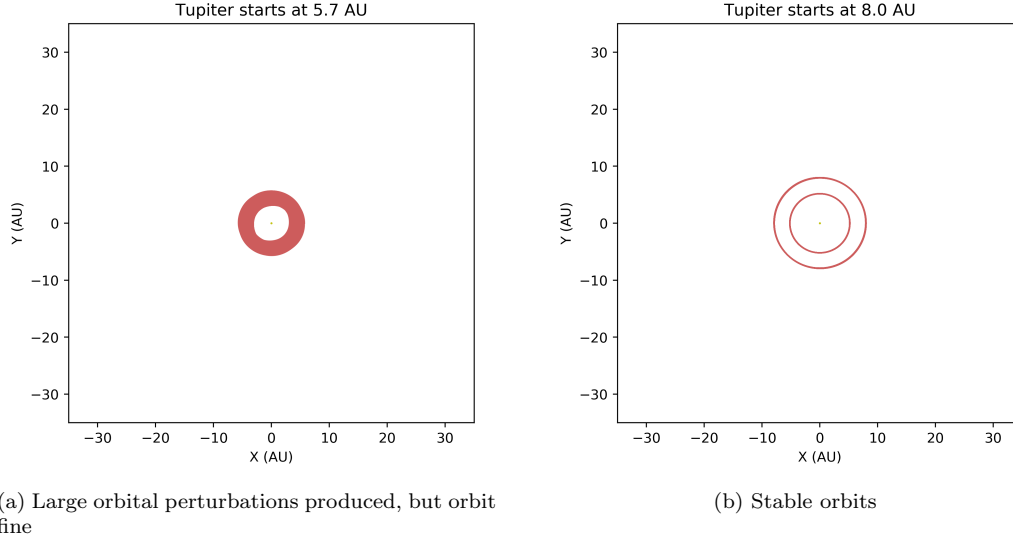 Tupiter starts at 5.7 AU
30
20
10
0
−10
−20
−30
Y (AU)
−30 −20 −10 0 10 20 30
X (AU)
(a) Large orbital perturbations produced, but orbit
fine
Tupiter starts at 8.0 AU
30
20
10
0
−10
−20
−30
Y (AU)
−30 −20 −10 0 10 20 30
X (AU)
(b) Stable orbits